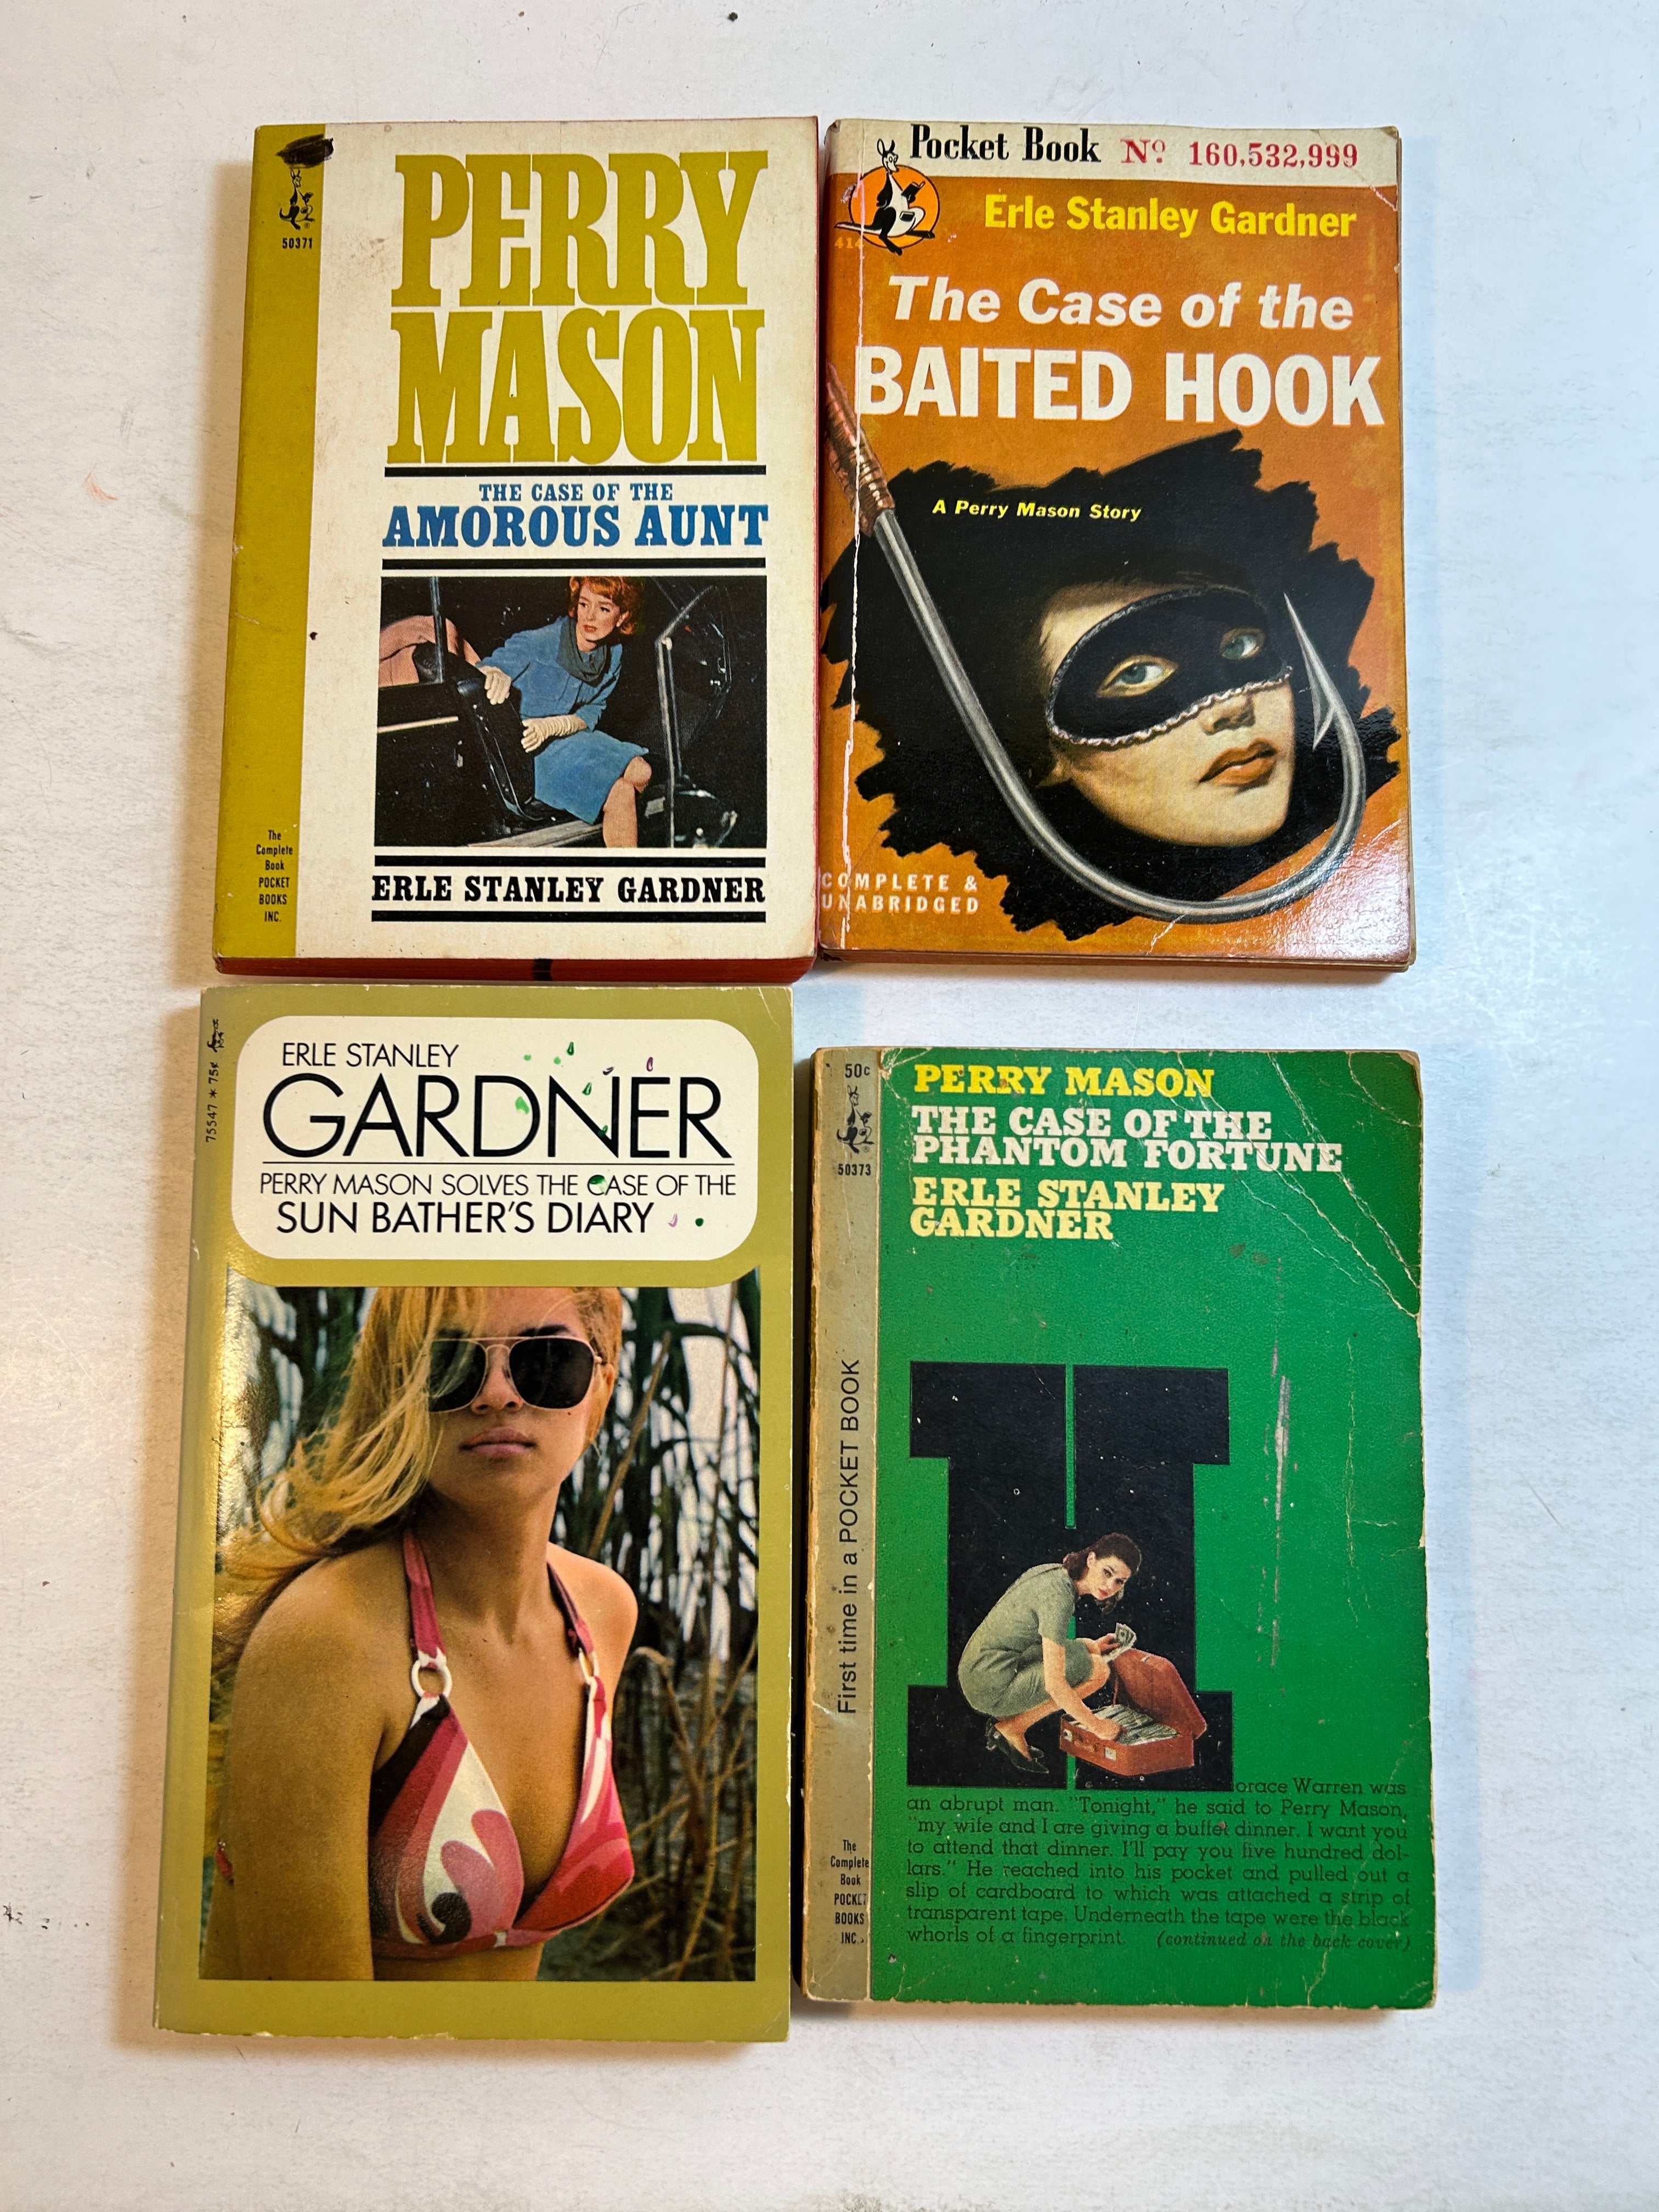 50371
PERRY
MASON
THE CASE OF THE
AMOROUS AUNT
The
Complete
Book
POCKET
BOOKS
INC.
ERLE STANLEY GARDNER
Pocket Book Nº 160,532,999
414
Erle Stanley Gardner
The Case of the
BAITED HOOK
A Perry Mason Story
COMPLETE &
UNABRIDGED
75547 * 75¢
ERLE STANLEY
GARDNER
PERRY MASON SOLVES THE CASE OF THE
SUN BATHER'S DIARY
50c
50373
PERRY MASON
THE CASE OF THE
PHANTOM FORTUNE
ERLE STANLEY
GARDNER
First time in a POCKET BOOK
The
Complete
Book
POCKET
BOOKS
INC.
H
orace Warren was
an abrupt man. "Tonight," he said to Perry Mason,
"my wife and I are giving a buffet dinner. I want you
to attend that dinner. I'll pay you five hundred dol-
lars." He reached into his pocket and pulled out a
slip of cardboard to which was attached a strip of
transparent tape. Underneath the tape were the black
whorls of a fingerprint. (continued on the back cover)